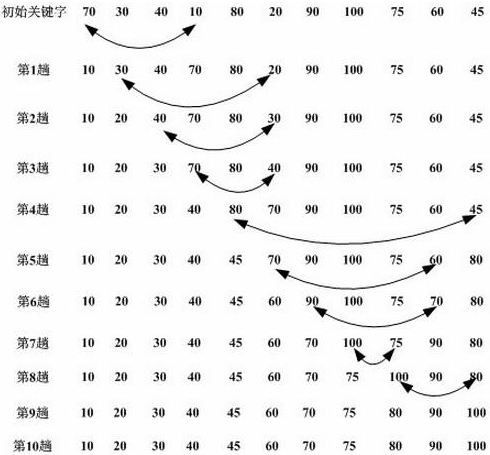 初始关键字 70 30 40 10 80 20 90 100 75 60 45
第1趟 10 30 40 70 80 20 90 100 75 60 45
第2趟 10 20 40 70 80 30 90 100 75 60 45
第3趟 10 20 30 70 80 40 90 100 75 60 45
第4趟 10 20 30 40 80 70 90 100 75 60 45
第5趟 10 20 30 40 45 70 90 100 75 60 80
第6趟 10 20 30 40 45 60 90 100 75 70 80
第7趟 10 20 30 40 45 60 70 100 75 90 80
第8趟 10 20 30 40 45 60 70 75 100 90 80
第9趟 10 20 30 40 45 60 70 75 80 90 100
第10趟 10 20 30 40 45 60 70 75 80 90 100